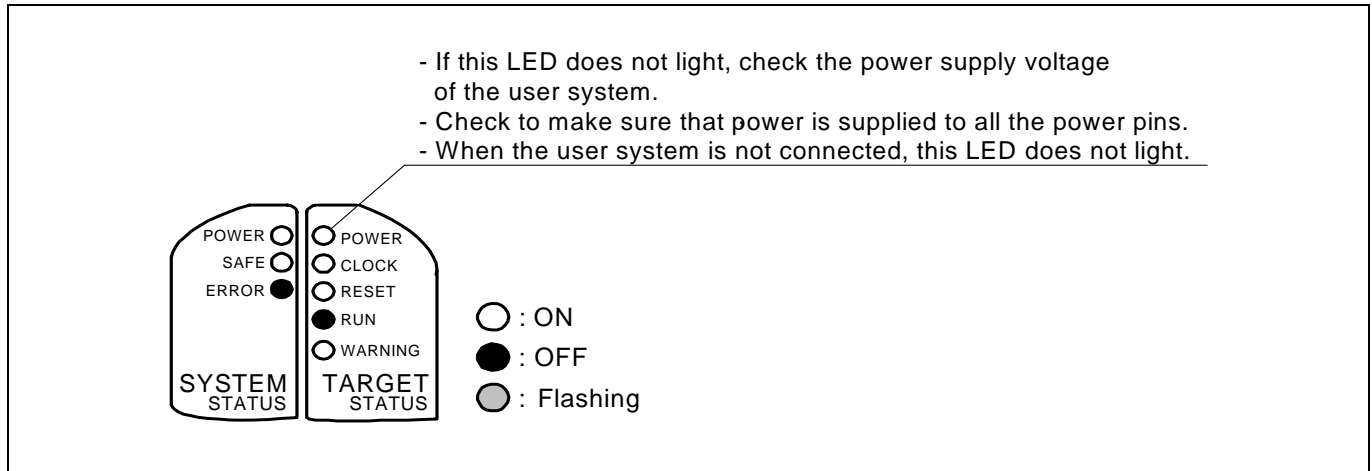 - If this LED does not light, check the power supply voltage
of the user system.
- Check to make sure that power is supplied to all the power pins.
- When the user system is not connected, this LED does not light.
POWER
SAFE
ERROR
SYSTEM
STATUS
POWER
CLOCK
RESET
RUN
WARNING
TARGET
STATUS
: ON
: OFF
: Flashing